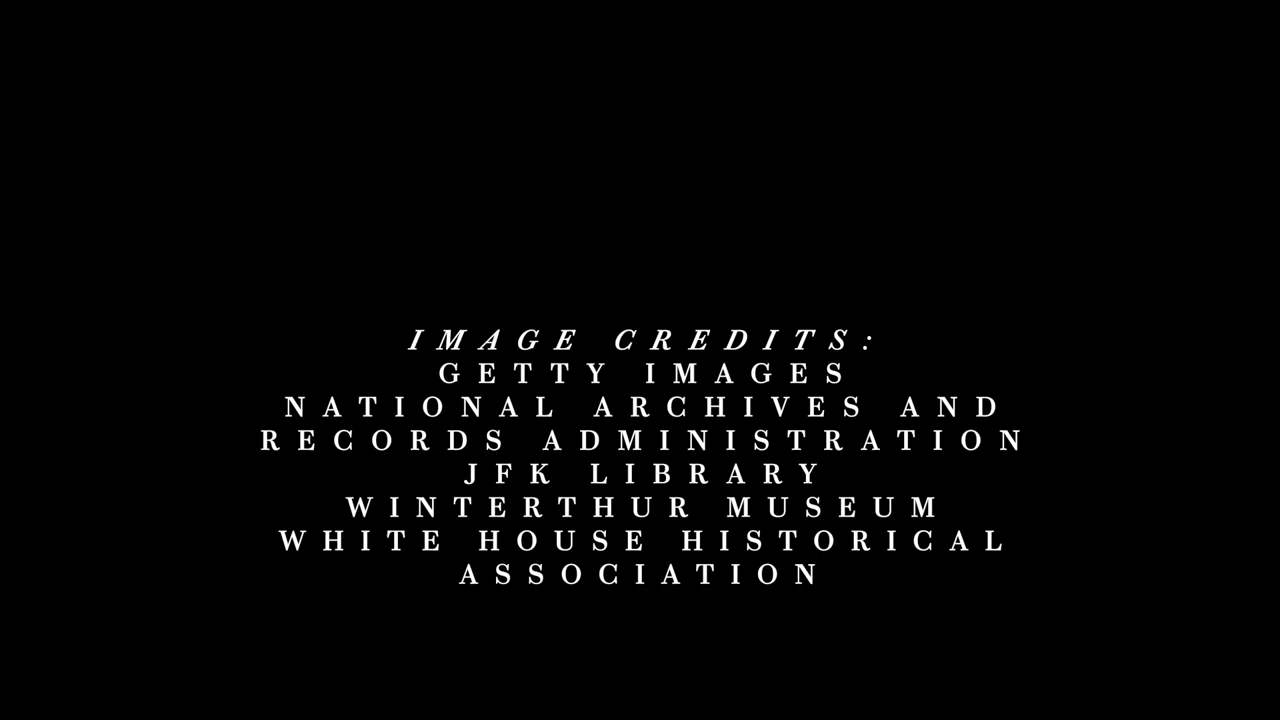 IMAGE CREDITS:
GETTY IMAGES
NATIONAL ARCHIVES AND
RECORDS ADMINISTRATION
JFK LIBRARY
WINTERTHUR MUSEUM
WHITE HOUSE HISTORICAL
ASSOCIATION